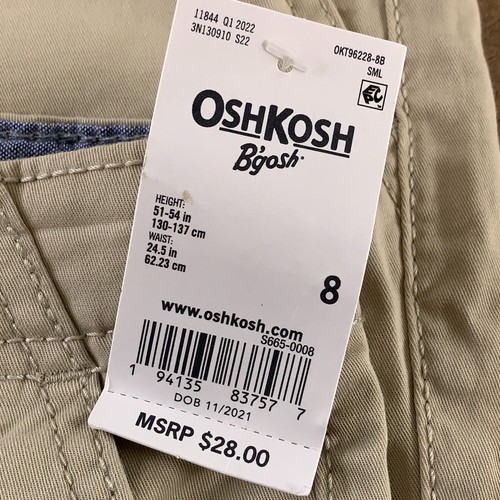 11844 Q1 2022
3N130910 S22
OKT96228-8B
SML
EPC
OSHKOSH
B'gosh
HEIGHT:
51-54 in
130-137 cm
WAIST:
24.5 in
62.23 cm
8
www.oshkosh.com
S665-0008
1 94135 83757 7
DOB 11/2021
MSRP $28.00